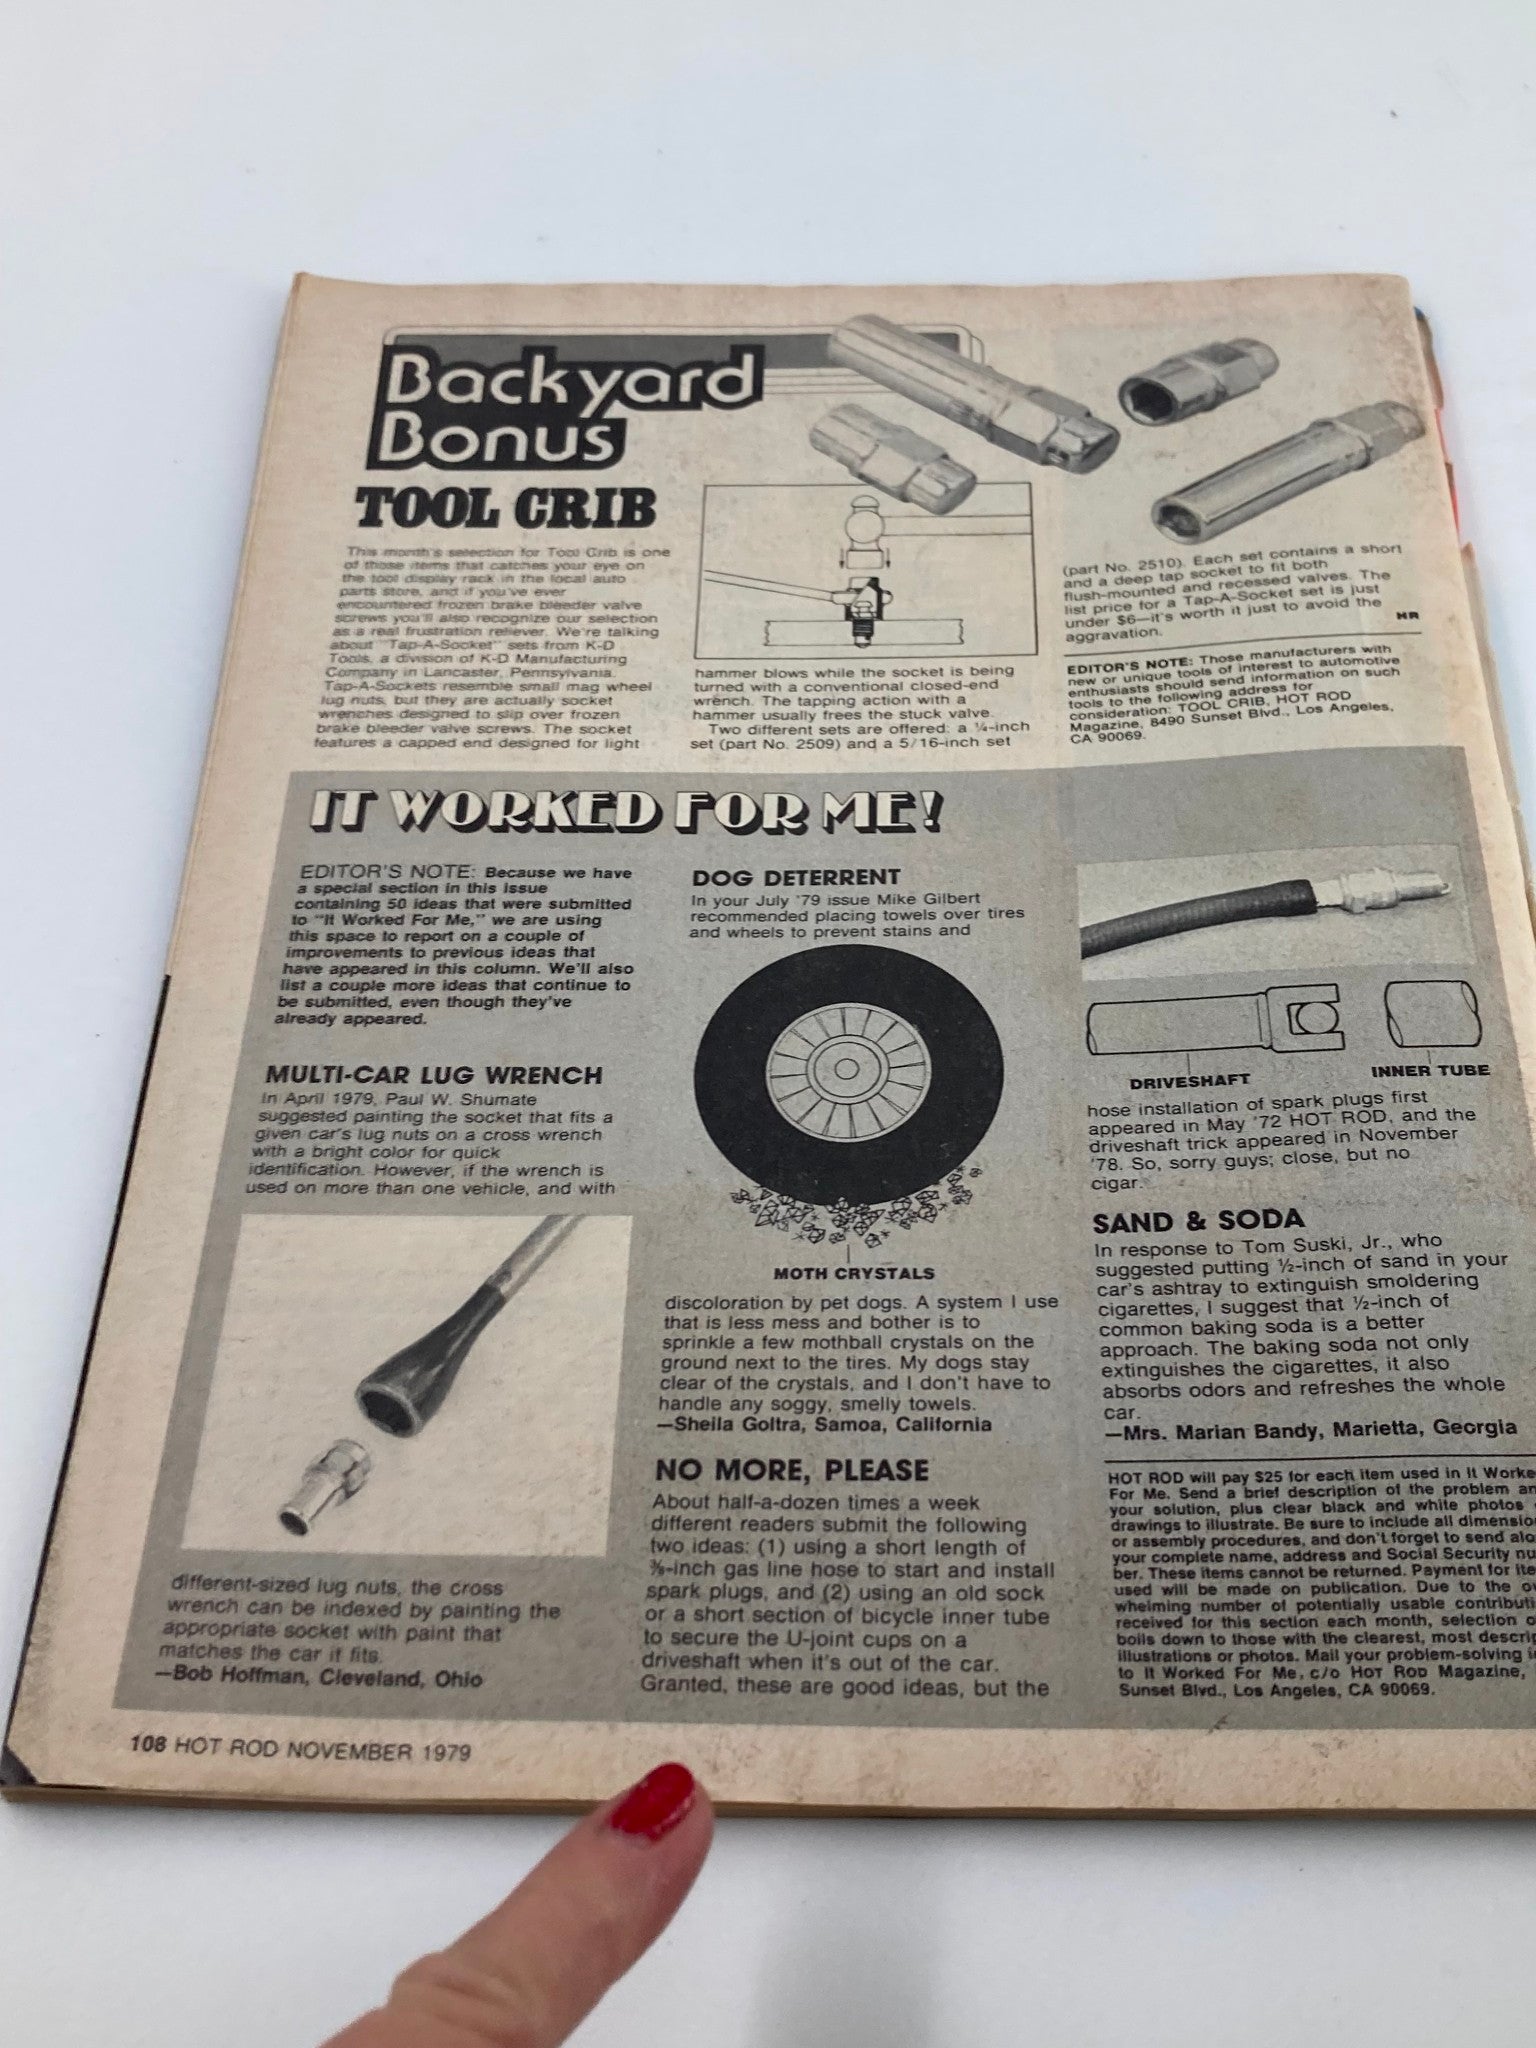 Backyard
Bonus
TOOL CRIB
This month's selection for Tool Crib is one
of those items that catches your eye on
the tool display rack in the local auto
parts store, and if you've ever
encountered frozen brake bleeder valve
screws you'll also recognize our selection
as a real frustration reliever. We're talking
about "Tap-A-Socket" sets from K-D
Tools, a division of K-D Manufacturing
Company in Lancaster, Pennsylvania.
Tap-A-Sockets resemble small mag wheel
lug nuts, but they are actually socket
wrenches designed to slip over frozen
brake bleeder valve screws. The socket
features a capped end designed for light
hammer blows while the socket is being
turned with a conventional closed-end
wrench. The tapping action with a
hammer usually frees the stuck valve.
Two different sets are offered: a ¼-inch
set (part No. 2509) and a 5/16-inch set
(part No. 2510). Each set contains a short
and a deep tap socket to fit both
flush-mounted and recessed valves. The
list price for a Tap-A-Socket set is just
under $6—it's worth it just to avoid the
aggravation. HR
EDITOR'S NOTE: Those manufacturers with
new or unique tools of interest to automotive
enthusiasts should send information on such
tools to the following address for
consideration: TOOL CRIB, HOT ROD
Magazine, 8490 Sunset Blvd., Los Angeles,
CA 90069.
IT WORKED FOR ME!
EDITOR'S NOTE: Because we have
a special section in this issue
containing 50 ideas that were submitted
to "It Worked For Me," we are using
this space to report on a couple of
improvements to previous ideas that
have appeared in this column. We'll also
list a couple more ideas that continue to
be submitted, even though they've
already appeared.
MULTI-CAR LUG WRENCH
In April 1979, Paul W. Shumate
suggested painting the socket that fits a
given car's lug nuts on a cross wrench
with a bright color for quick
identification. However, if the wrench is
used on more than one vehicle, and with
different-sized lug nuts, the cross
wrench can be indexed by painting the
appropriate socket with paint that
matches the car if fits.
—Bob Hoffman, Cleveland, Ohio
DOG DETERRENT
In your July '79 issue Mike Gilbert
recommended placing towels over tires
and wheels to prevent stains and
MOTH CRYSTALS
discoloration by pet dogs. A system I use
that is less mess and bother is to
sprinkle a few mothball crystals on the
ground next to the tires. My dogs stay
clear of the crystals, and I don't have to
handle any soggy, smelly towels.
—Sheila Goltra, Samoa, California
NO MORE, PLEASE
About half-a-dozen times a week
different readers submit the following
two ideas: (1) using a short length of
⅜-inch gas line hose to start and install
spark plugs, and (2) using an old sock
or a short section of bicycle inner tube
to secure the U-joint cups on a
driveshaft when it's out of the car.
Granted, these are good ideas, but the
DRIVESHAFT
INNER TUBE
hose installation of spark plugs first
appeared in May '72 HOT ROD, and the
driveshaft trick appeared in November
'78. So, sorry guys; close, but no
cigar.
SAND & SODA
In response to Tom Suski, Jr., who
suggested putting ½-inch of sand in your
car's ashtray to extinguish smoldering
cigarettes, I suggest that ½-inch of
common baking soda is a better
approach. The baking soda not only
extinguishes the cigarettes, it also
absorbs odors and refreshes the whole
car.
—Mrs. Marian Bandy, Marietta, Georgia
HOT ROD will pay $25 for each item used in It Worke
For Me. Send a brief description of the problem an
your solution, plus clear black and white photos
drawings to illustrate. Be sure to include all dimensio
or assembly procedures, and don't forget to send alo
your complete name, address and Social Security nu
ber. These items cannot be returned. Payment for ite
used will be made on publication. Due to the ov
whelming number of potentially usable contributi
received for this section each month, selection o
boils down to those with the clearest, most descrip
illustrations or photos. Mail your problem-solving i
to It Worked For Me, c/o HOT ROD Magazine,
Sunset Blvd., Los Angeles, CA 90069.
108 HOT ROD NOVEMBER 1979